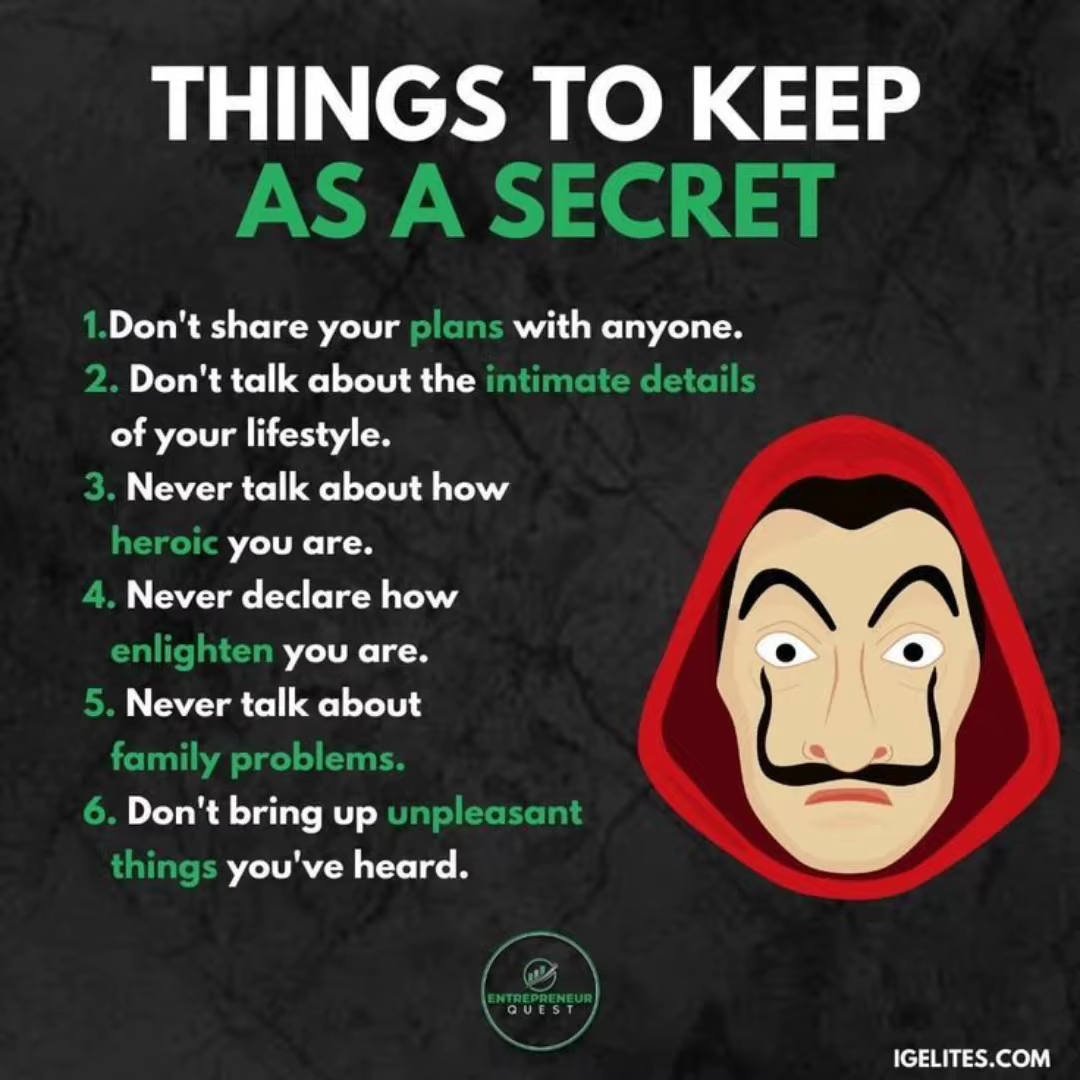 THINGS TO KEEP
AS A SECRET
1.Don't share your plans with anyone.
2. Don't talk about the intimate details
of your lifestyle.
3. Never talk about how
heroic you are.
4. Never declare how
enlighten you are.
5. Never talk about
family problems.
6. Don't bring up unpleasant
things you've heard.
ENTREPRENEUR
QUEST
IGELITES.COM